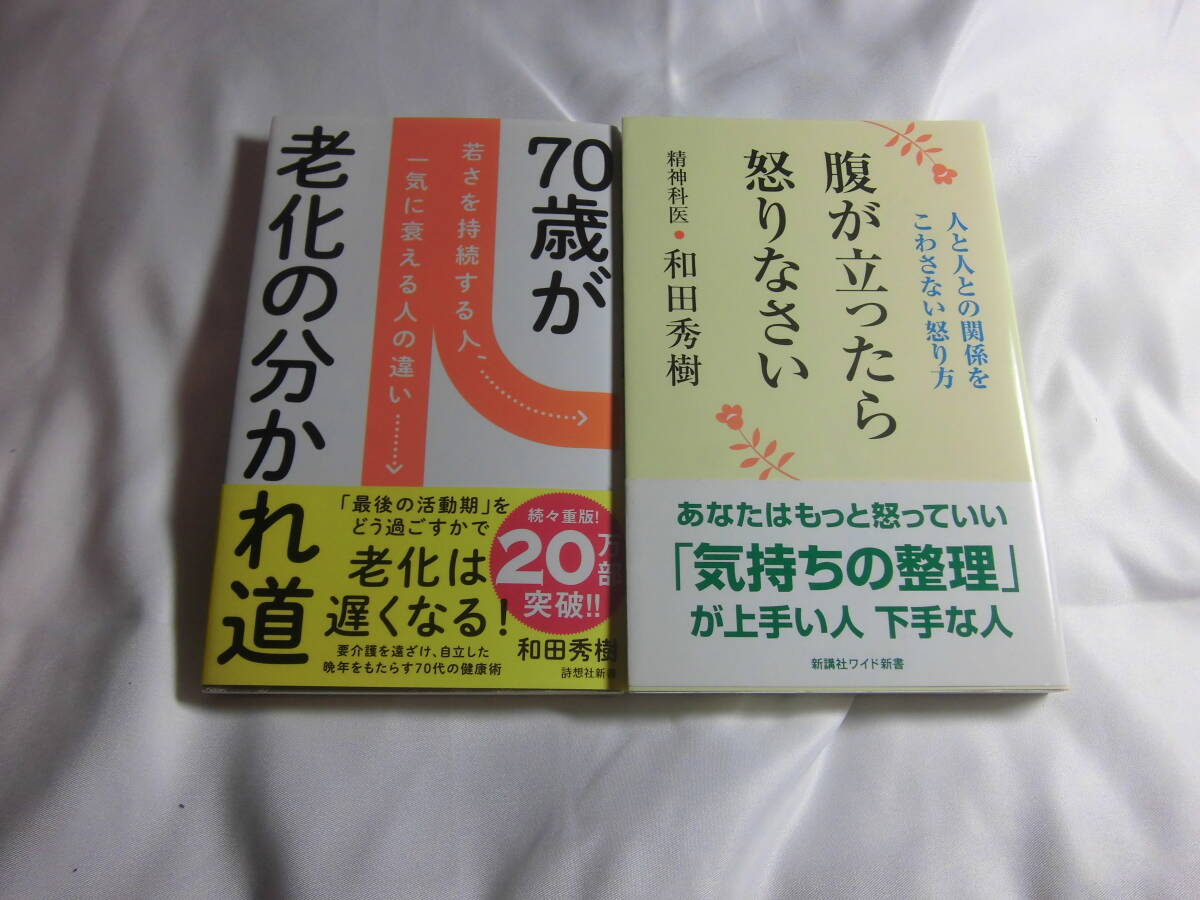 70歳が
老化の分かれ道
若さを持続する人、
一気に衰える人の違い………
「最後の活動期」を
どう過ごすかで
老化は
遅くなる!
要介護を遠ざけ、自立した
晩年をもたらす70代の健康術
続々重版!
20万部
突破!!
和田秀樹
詩想社新書
人と人との関係を
こわさない怒り方
腹が立ったら
怒りなさい
精神科医・和田秀樹
あなたはもっと怒っていい
「気持ちの整理」
が上手い人 下手な人
新講社ワイド新書